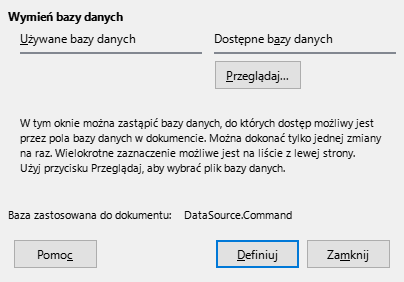 Wymień bazy danych
Używane bazy danych
Dostępne bazy danych
Przeglądaj...
W tym oknie można zastąpić bazy danych, do których dostęp możliwy jest
przez pola bazy danych w dokumencie. Można dokonać tylko jednej zmiany
na raz. Wielokrotne zaznaczenie możliwe jest na liście z lewej strony.
Użyj przycisku Przeglądaj, aby wybrać plik bazy danych.
Baza zastosowana do dokumentu: DataSource.Command
Pomoc
Definiuj
Zamknij